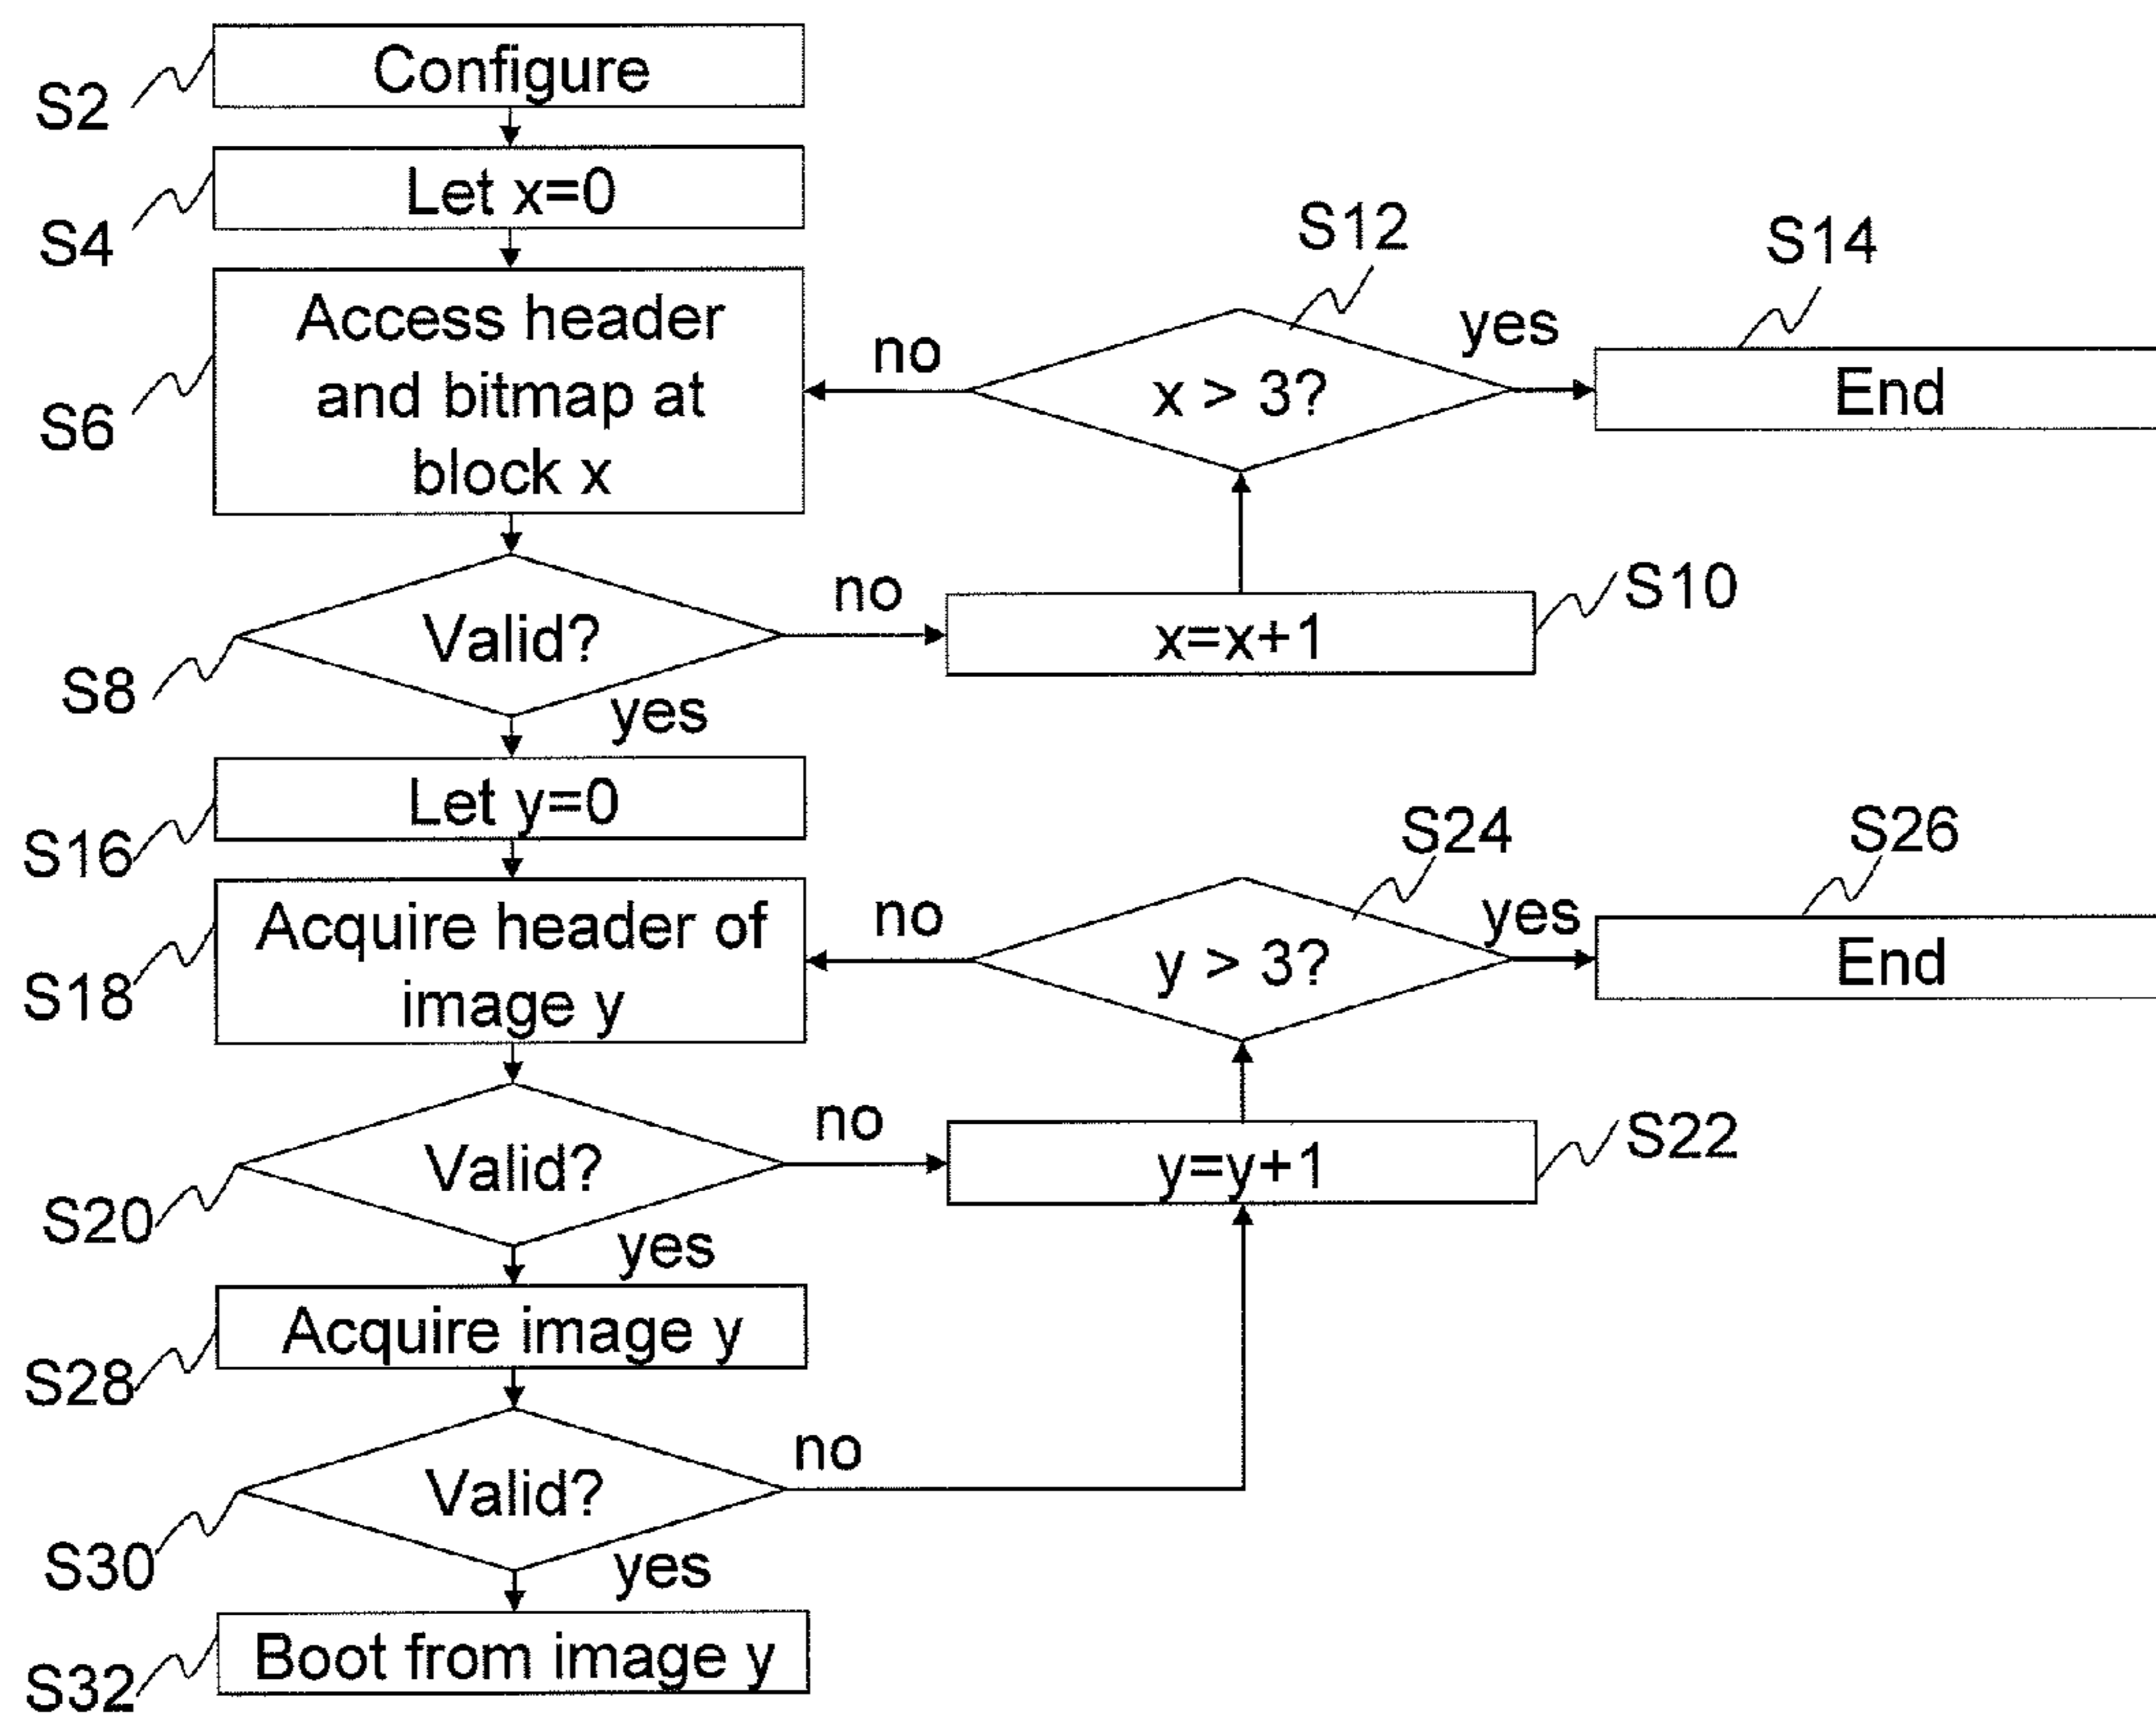 Configure
S2
Let x=0
S4
Access header
and bitmap at
block x
S6
no
x > 3?
S12
yes
End
S14
Valid?
S8
no
x=x+1
S10
yes
Let y=0
S16
Acquire header of
image y
S18
no
y > 3?
S24
yes
End
S26
Valid?
S20
no
y=y+1
S22
yes
Acquire image y
S28
Valid?
S30
no
yes
Boot from image y
S32